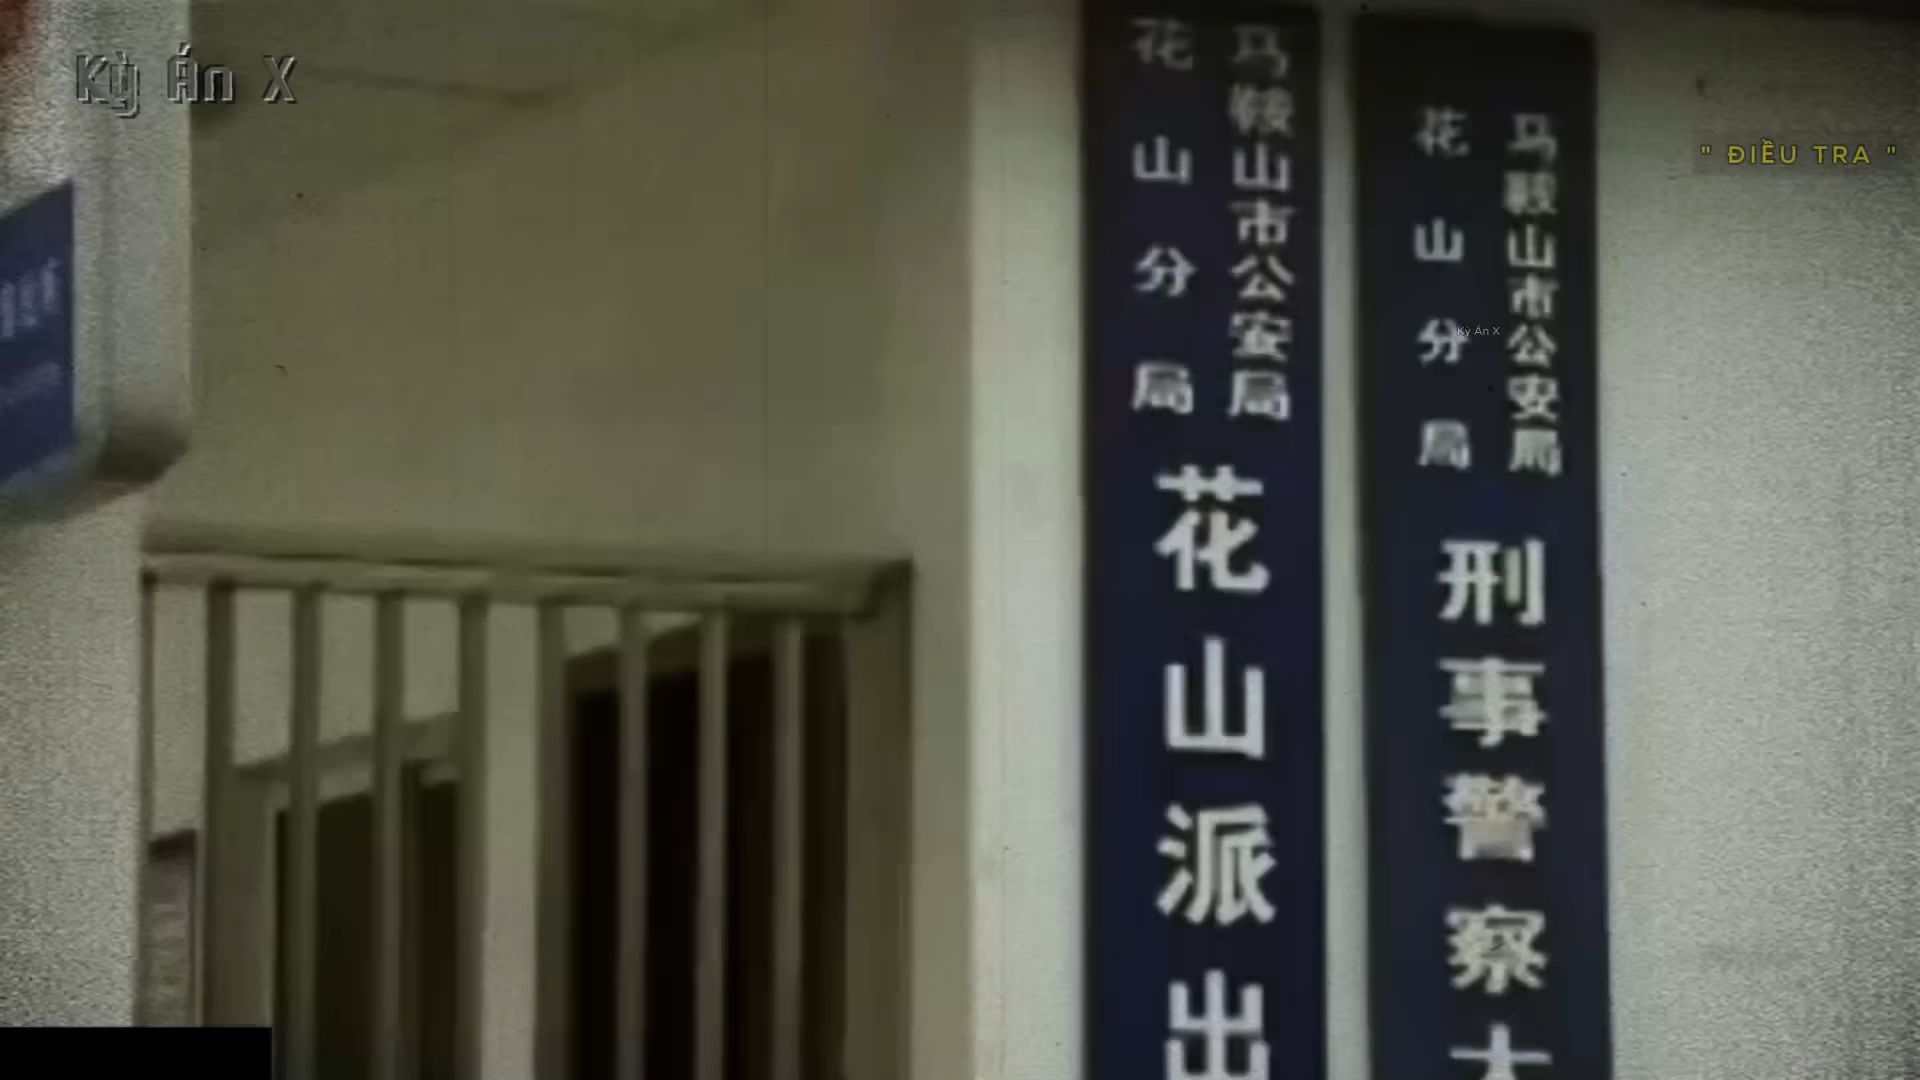 Kỳ Án X
" ĐIỀU TRA "
Kỳ Án X
马鞍山市公安局
花山分局
花山派出
马鞍山市公安局
花山分局
刑事警察大